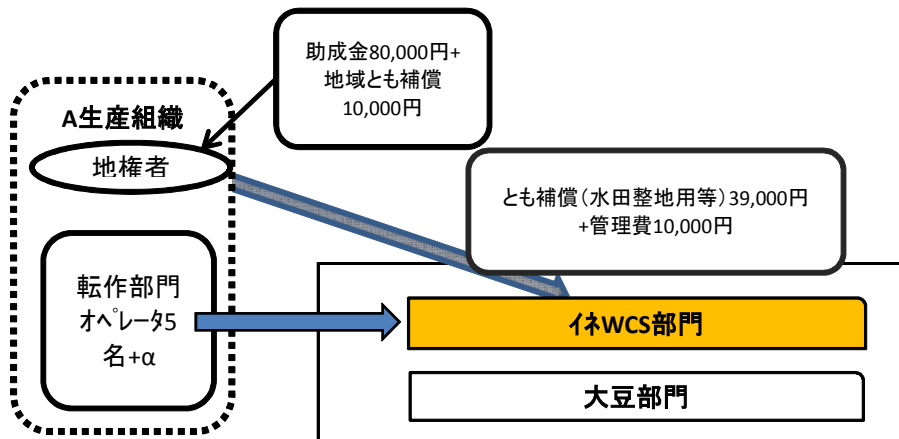 助成金80,000円+
地域とも補償
10,000円
A生産組織
地権者
とも補償(水田整地用等)39,000円
+管理費10,000円
転作部門
オペレータ5
名+α
イネWCS部門
大豆部門